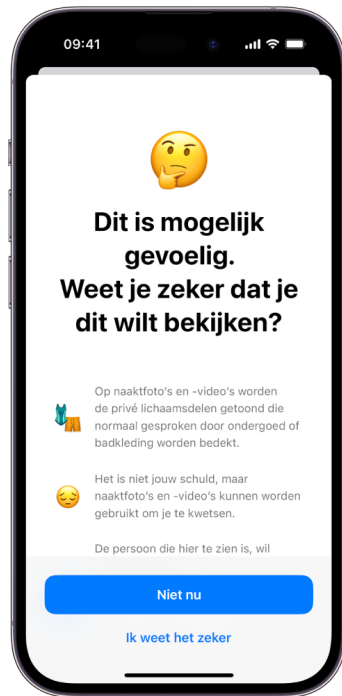 09:41
Dit is mogelijk
gevoelig.
Weet je zeker dat je
dit wilt bekijken?
Op naaktfoto's en -video's worden
de privé lichaamsdelen getoond die
normaal gesproken door ondergoed of
badkleding worden bedekt.
Het is niet jouw schuld, maar
naaktfoto's en -video's kunnen worden
gebruikt om je te kwetsen.
De persoon die hier te zien is, wil
Niet nu
Ik weet het zeker